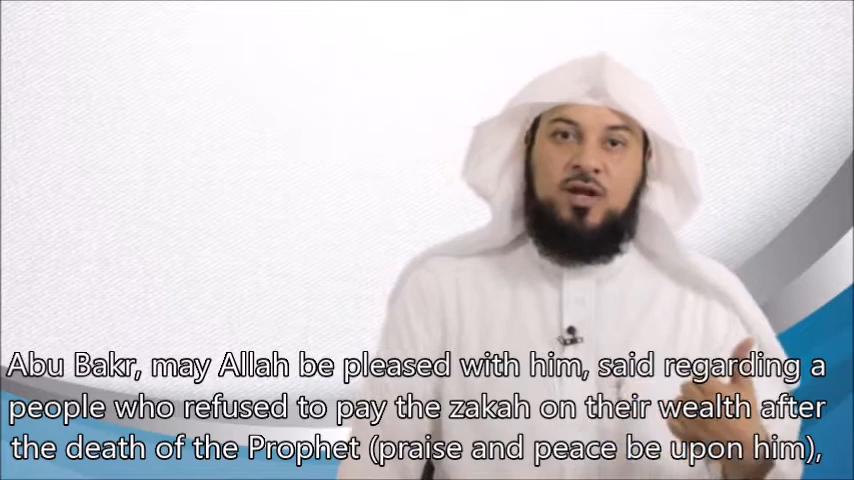 Abu Bakr, may Allah be pleased with him, said regarding a
people who refused to pay the zakah on their wealth after
the death of the Prophet (praise and peace be upon him),